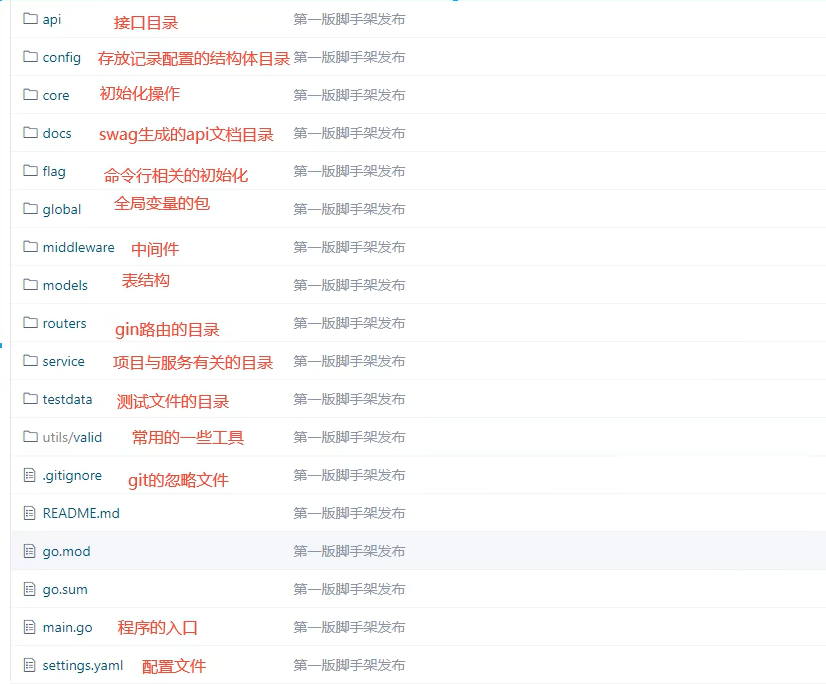 api 接口目录 第一版脚手架发布
config 存放记录配置的结构体目录 第一版脚手架发布
core 初始化操作 第一版脚手架发布
docs swag生成的api文档目录 第一版脚手架发布
flag 命令行相关的初始化 第一版脚手架发布
global 全局变量的包 第一版脚手架发布
middleware 中间件 第一版脚手架发布
models 表结构 第一版脚手架发布
routers gin路由的目录 第一版脚手架发布
service 项目与服务有关的目录 第一版脚手架发布
testdata 测试文件的目录 第一版脚手架发布
utils/valid 常用的一些工具 第一版脚手架发布
.gitignore git的忽略文件 第一版脚手架发布
README.md 第一版脚手架发布
go.mod 第一版脚手架发布
go.sum 第一版脚手架发布
main.go 程序的入口 第一版脚手架发布
settings.yaml 配置文件 第一版脚手架发布